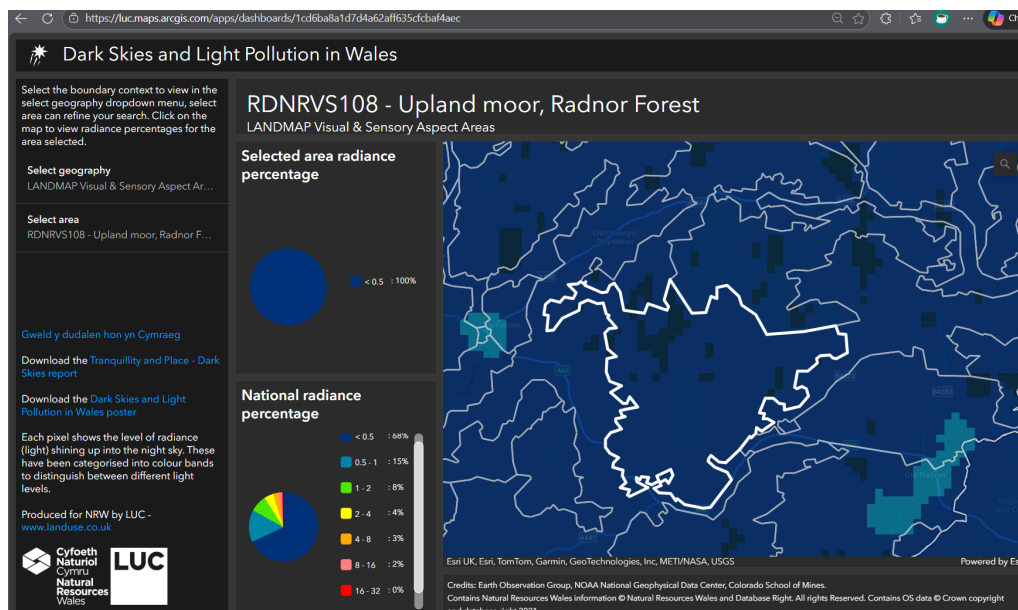 https://luc.maps.arcgis.com/apps/dashboards/1cd6ba8a1d7d4a62aff635cfcbaf4aec
Dark Skies and Light Pollution in Wales
Select the boundary context to view in the
select geography dropdown menu, select
area can refine your search. Click on the
map to view radiance percentages for the
area selected.
Select geography
LANDMAP Visual & Sensory Aspect Ar...
Select area
RDNRVS108 - Upland moor, Radnor F...
Gweld y dudalen hon yn Cymraeg
Download the Tranquillity and Place - Dark
Skies report
Download the Dark Skies and Light
Pollution in Wales poster
Each pixel shows the level of radiance
(light) shining up into the night sky. These
have been categorised into colour bands
to distinguish between different light
levels.
Produced for NRW by LUC -
www.landuse.co.uk
Cyfoeth
Naturiol
Cymru
Natural
Resources
Wales
LUC
RDNRVS108 - Upland moor, Radnor Forest
LANDMAP Visual & Sensory Aspect Areas
Selected area radiance
percentage
< 0.5 : 100%
National radiance
percentage
< 0.5 : 68%
0.5 - 1 : 15%
1 - 2 : 8%
2 - 4 : 4%
4 - 8 : 3%
8 - 16 : 2%
16 - 32 : 0%
A44
B4357
A481
Esri UK, Esri, TomTom, Garmin, GeoTechnologies, Inc, METI/NASA, USGS
Powered by Es
Credits: Earth Observation Group, NOAA National Geophysical Data Center, Colorado School of Mines.
Contains Natural Resources Wales information © Natural Resources Wales and Database Right. All rights Reserved. Contains OS data © Crown copyright
and database right 2021